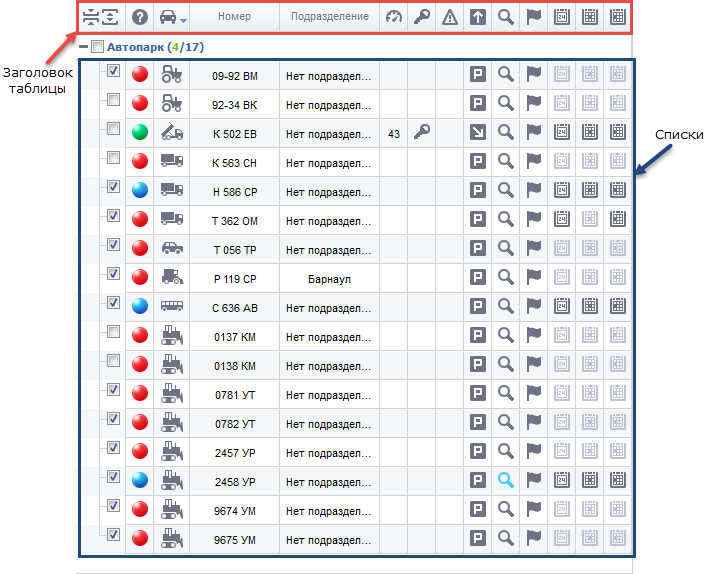 Номер Подразделение
Автопарк (4/17)
Заголовок
таблицы
Списки
09-92 ВМ Нет подраздел... P
92-34 ВК Нет подраздел... P
К 502 ЕВ Нет подраздел... 43
К 563 СН Нет подраздел... P
Н 586 СР Нет подраздел... P
Т 362 ОМ Нет подраздел... P
Т 056 ТР Нет подраздел... P
Р 119 СР Барнаул P
С 636 АВ Нет подраздел... P
0137 КМ Нет подраздел... P
0138 КМ Нет подраздел... P
0781 УТ Нет подраздел... P
0782 УТ Нет подраздел... P
2457 УР Нет подраздел... P
2458 УР Нет подраздел... P
9674 УМ Нет подраздел... P
9675 УМ Нет подраздел... P